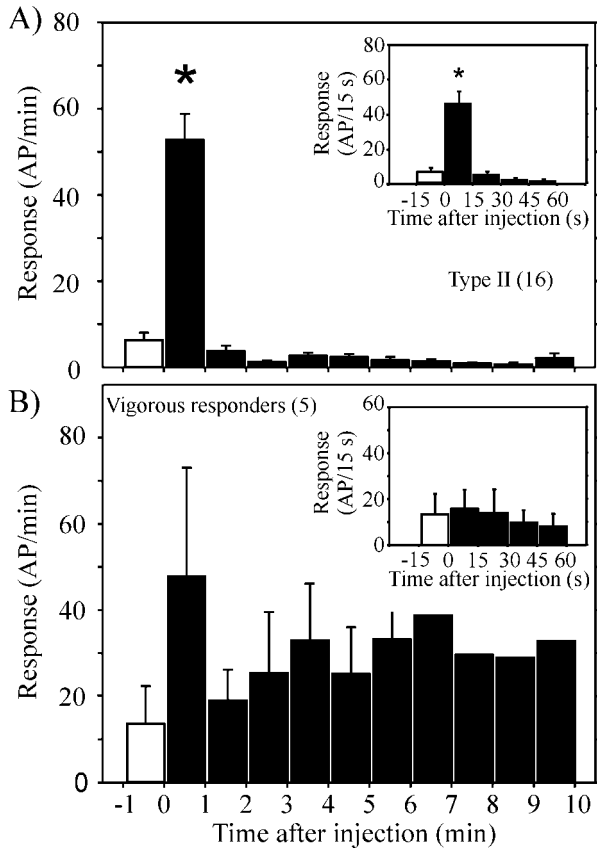 A)
80
60
40
20
0
Response (AP/min)
*
80
60
40
20
0
Response
(AP/15 s)
*
-15 0 15 30 45 60
Time after injection (s)
Type II (16)
B)
Vigorous responders (5)
80
60
40
20
0
Response (AP/min)
60
40
20
0
Response
(AP/15 s)
-15 0 15 30 45 60
Time after injection (s)
-1 0 1 2 3 4 5 6 7 8 9 10
Time after injection (min)